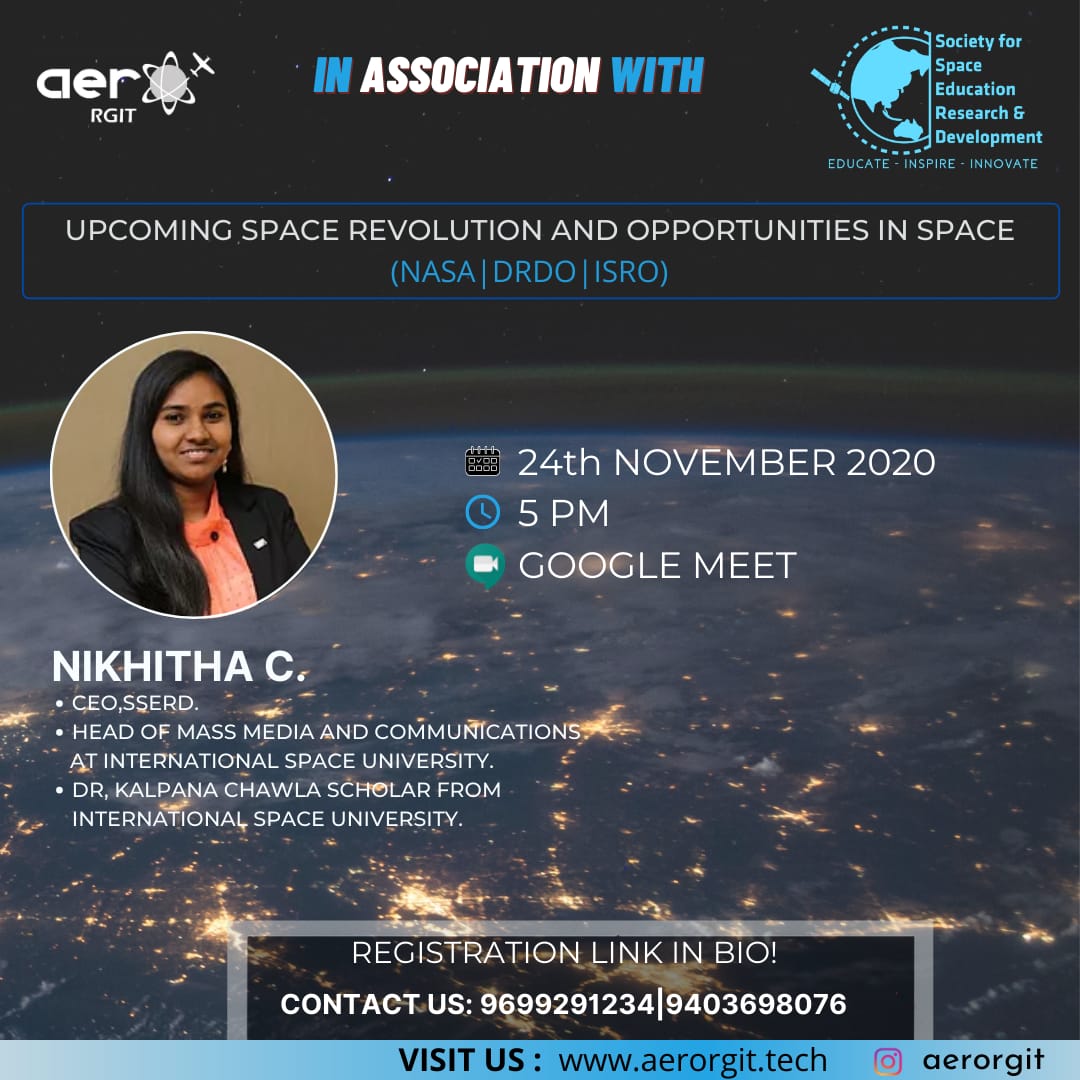 aer
RGIT
IN ASSOCIATION WITH
Society for
Space
Education
Research &
Development
EDUCATE - INSPIRE - INNOVATE
UPCOMING SPACE REVOLUTION AND OPPORTUNITIES IN SPACE
(NASA|DRDO|ISRO)
24th NOVEMBER 2020
5 PM
GOOGLE MEET
NIKHITHA C.
• CEO,SSERD.
• HEAD OF MASS MEDIA AND COMMUNICATIONS
AT INTERNATIONAL SPACE UNIVERSITY.
• DR, KALPANA CHAWLA SCHOLAR FROM
INTERNATIONAL SPACE UNIVERSITY.
REGISTRATION LINK IN BIO!
CONTACT US: 9699291234|9403698076
VISIT US : www.aerorgit.tech aerorgit